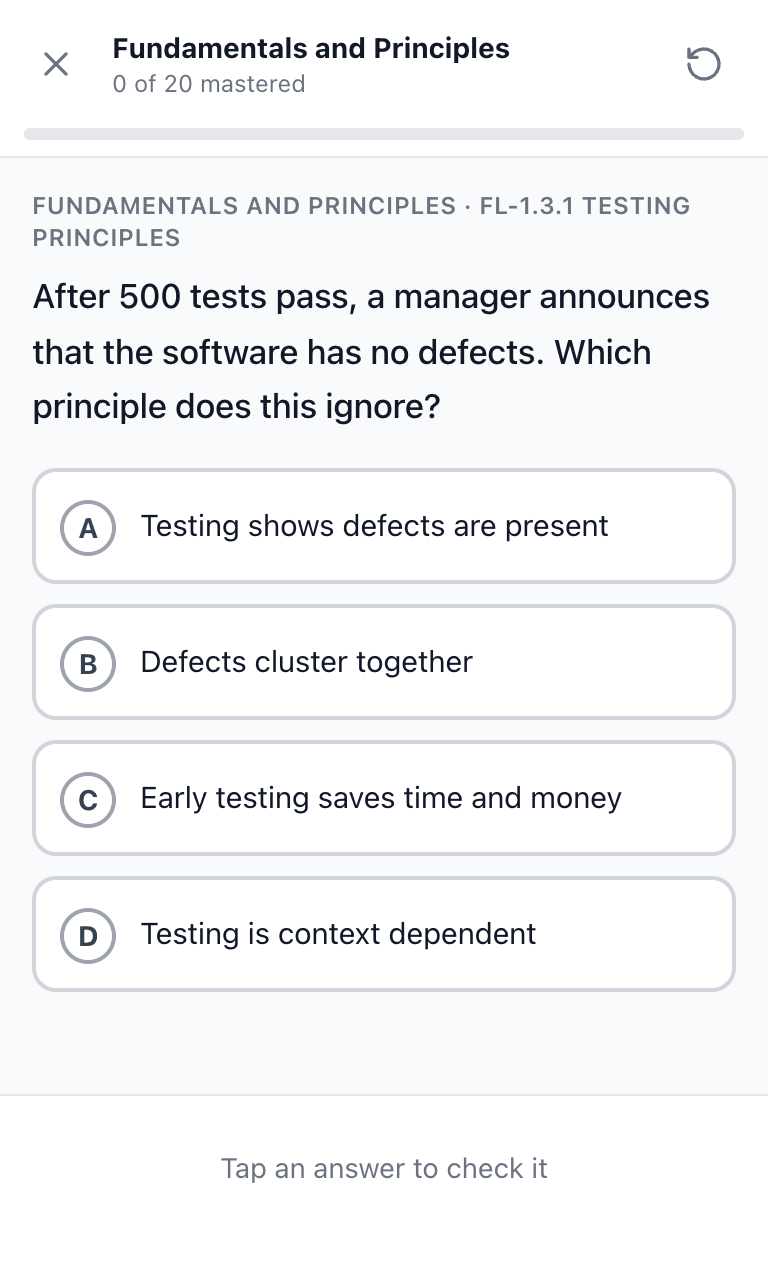 Fundamentals and Principles
0 of 20 mastered
FUNDAMENTALS AND PRINCIPLES · FL-1.3.1 TESTING
PRINCIPLES
After 500 tests pass, a manager announces
that the software has no defects. Which
principle does this ignore?
A Testing shows defects are present
B Defects cluster together
C Early testing saves time and money
D Testing is context dependent
Tap an answer to check it